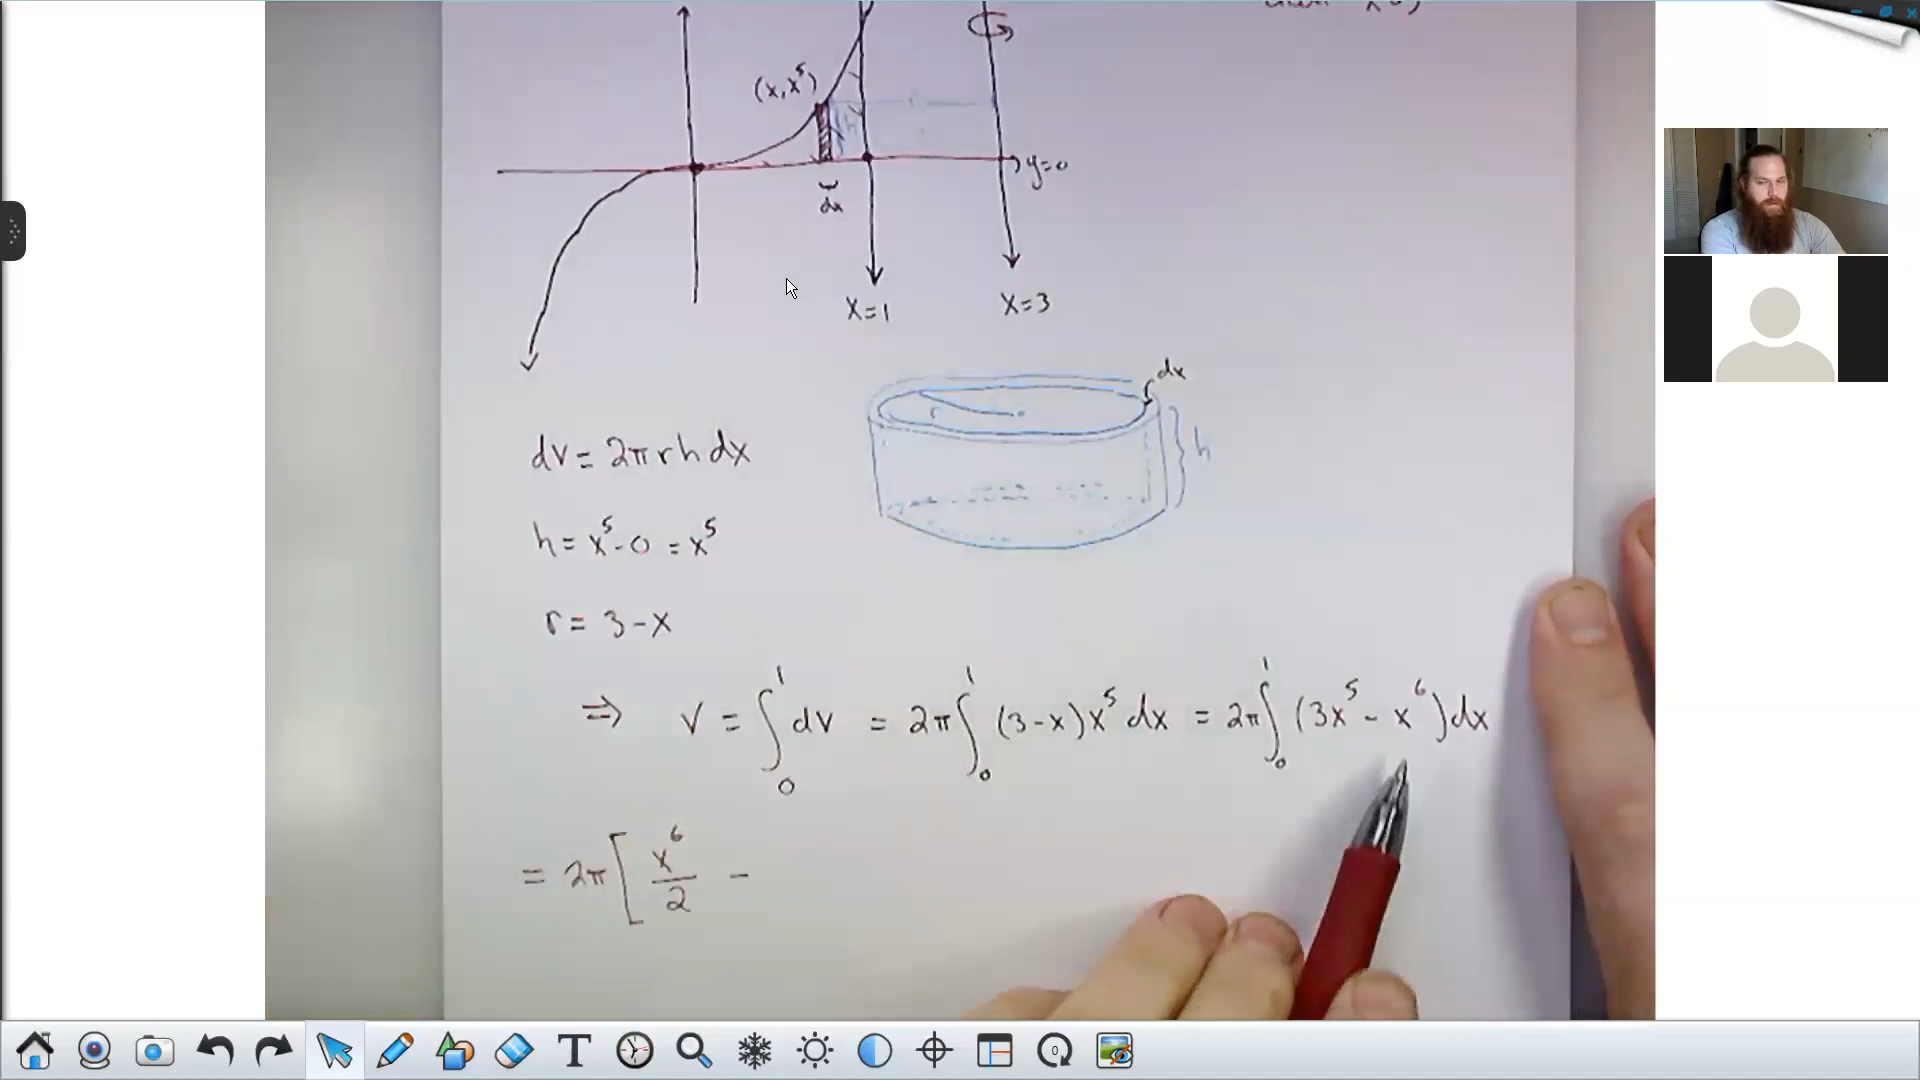 (x, x⁵)
h
y=0
dx
x=1
x=3
dx
r
h
dv = 2πrh dx
h = x⁵-0 = x⁵
r = 3-x
⇒ V = ∫₀¹ dv = 2π∫₀¹ (3-x)x⁵ dx = 2π∫₀¹ (3x⁵ - x⁶)dx
= 2π[ x⁶/2 -
T
0